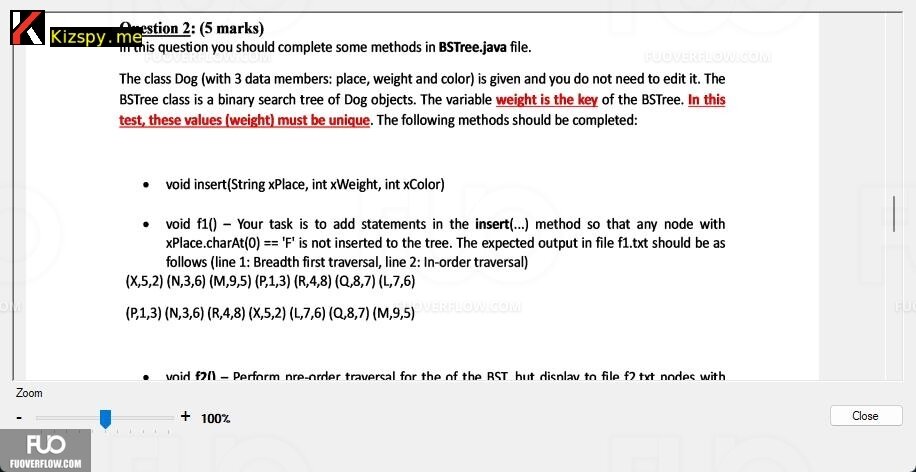 Kizspy.me
Question 2: (5 marks)
In this question you should complete some methods in BSTree.java file.
FUOVERFLOW.COM
FUOVERFLOW.COM
The class Dog (with 3 data members: place, weight and color) is given and you do not need to edit it. The
BSTree class is a binary search tree of Dog objects. The variable weight is the key of the BSTree. In this
test, these values (weight) must be unique. The following methods should be completed:
• void insert(String xPlace, int xWeight, int xColor)
• void f1() – Your task is to add statements in the insert(...) method so that any node with
xPlace.charAt(0) == 'F' is not inserted to the tree. The expected output in file f1.txt should be as
follows (line 1: Breadth first traversal, line 2: In-order traversal)
(X,5,2) (N,3,6) (M,9,5) (P,1,3) (R,4,8) (Q,8,7) (L,7,6)
FUOVERFLOW.COM
(P,1,3) (N,3,6) (R,4,8) (X,5,2) (L,7,6) (Q,8,7) (M,9,5)
• void f2() – Perform pre-order traversal for the of the BST, but display to file f2.txt nodes with
Zoom
- + 100%
Close
FUO
FUOVERFLOW.COM